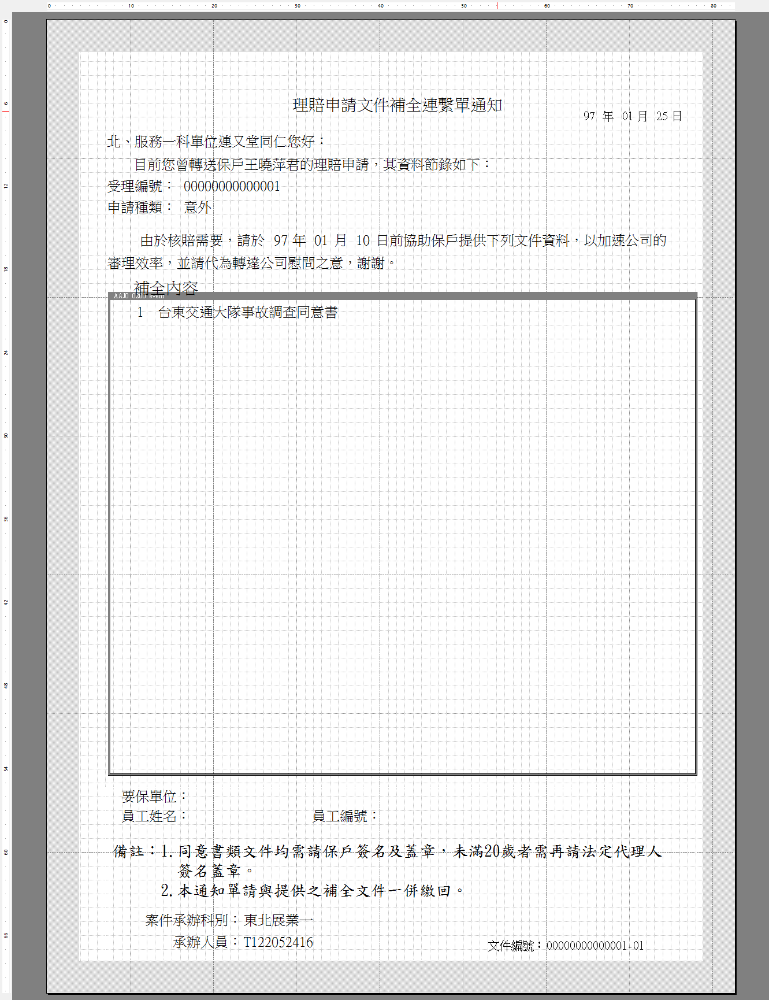 0 10 20 30 40 50 60 70 80
0
6
12
18
24
30
36
42
48
54
60
66
理賠申請文件補全連繫單通知
97 年 01 月 25 日
北、服務一科單位連又堂同仁您好：
目前您曾轉送保戶王曉萍君的理賠申請，其資料節錄如下：
受理編號： 00000000000001
申請種類： 意外
由於核賠需要，請於 97 年 01 月 10 日前協助保戶提供下列文件資料，以加速公司的
審理效率，並請代為轉達公司慰問之意，謝謝。
補全內容
AAJ0_0200_event
1 台東交通大隊事故調查同意書
要保單位：
員工姓名： 員工編號：
備註：1.同意書類文件均需請保戶簽名及蓋章，未滿20歲者需再請法定代理人
簽名蓋章。
2.本通知單請與提供之補全文件一併繳回。
案件承辦科別：東北展業一
承辦人員：T122052416
文件編號：00000000000001-01